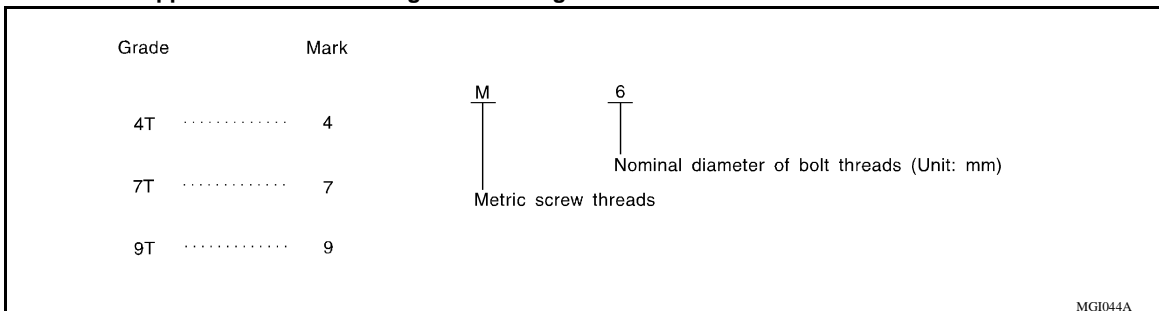 Grade Mark
4T ............. 4
7T ............. 7
9T ............. 9
M 6
Nominal diameter of bolt threads (Unit: mm)
Metric screw threads
MGI044A